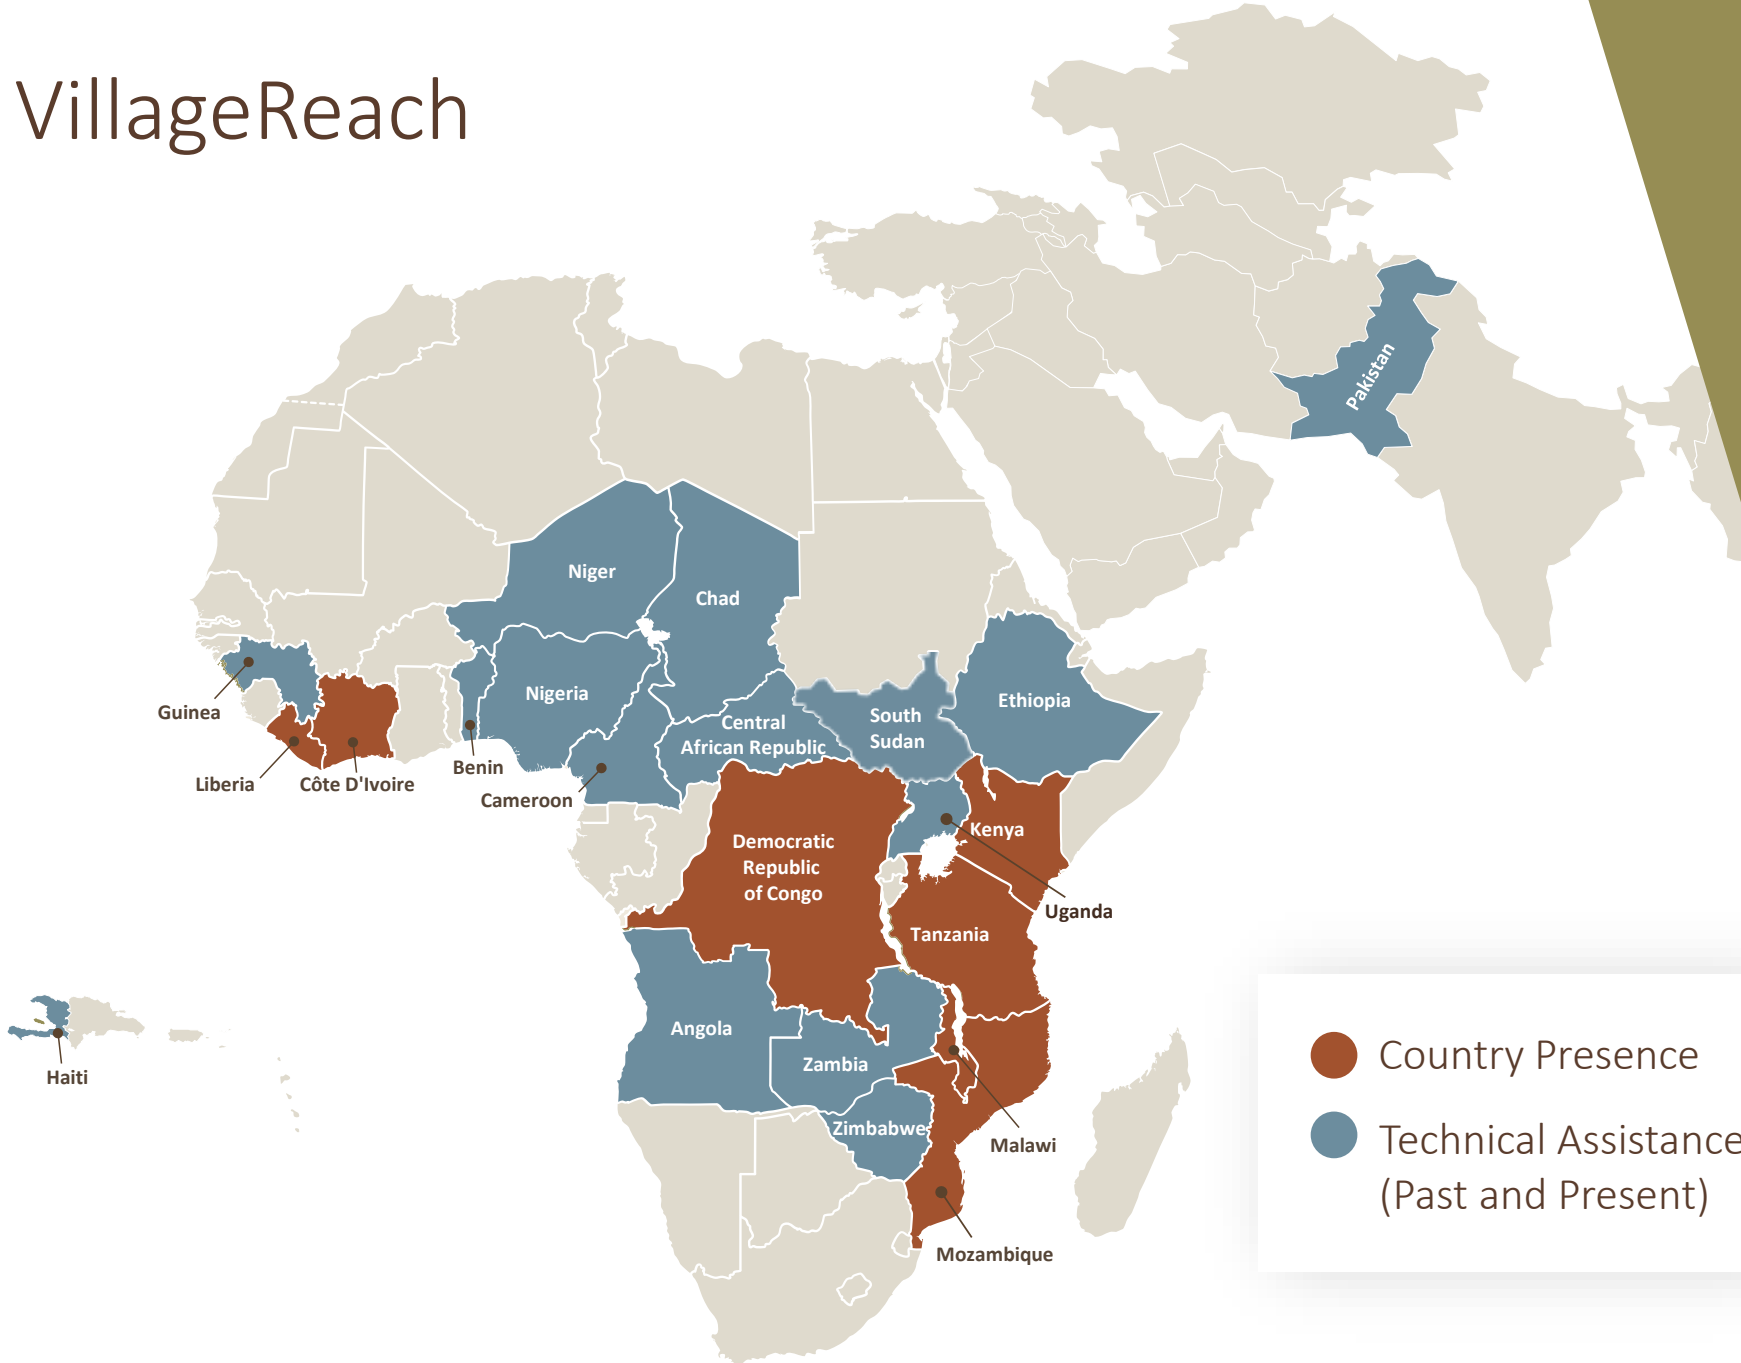 VillageReach
Pakistan
Niger
Chad
Nigeria
Ethiopia
Guinea
Central
African Republic
South
Sudan
Liberia
Côte D'Ivoire
Benin
Cameroon
Democratic
Republic
of Congo
Kenya
Uganda
Tanzania
Angola
Zambia
Haiti
Zimbabwe
Malawi
Mozambique
Country Presence
Technical Assistance
(Past and Present)